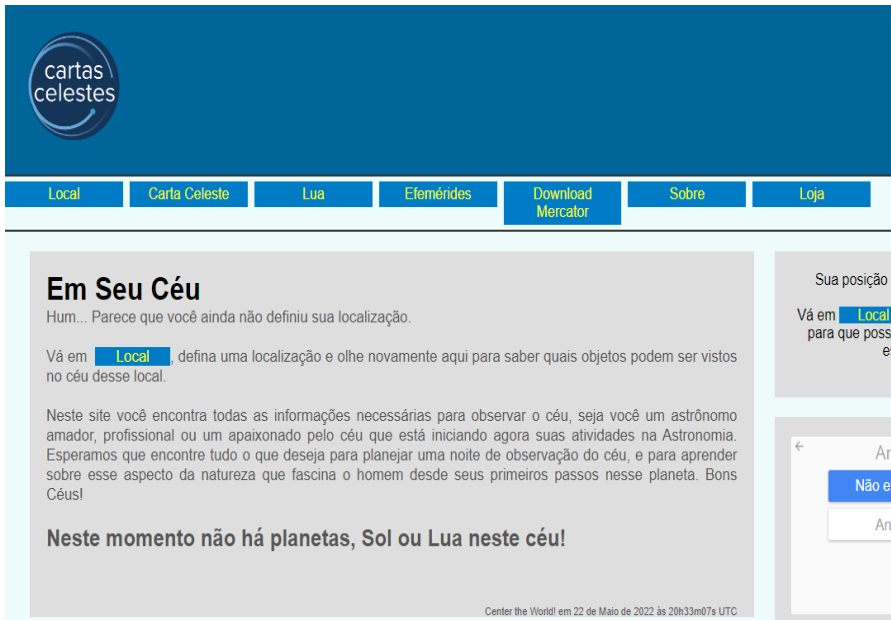 cartas
celestes
Local
Carta Celeste
Lua
Efemérides
Download
Mercator
Sobre
Loja
Em Seu Céu
Hum... Parece que você ainda não definiu sua localização.
Vá em Local , defina uma localização e olhe novamente aqui para saber quais objetos podem ser vistos
no céu desse local.
Neste site você encontra todas as informações necessárias para observar o céu, seja você um astrônomo
amador, profissional ou um apaixonado pelo céu que está iniciando agora suas atividades na Astronomia.
Esperamos que encontre tudo o que deseja para planejar uma noite de observação do céu, e para aprender
sobre esse aspecto da natureza que fascina o homem desde seus primeiros passos nesse planeta. Bons
Céus!
Neste momento não há planetas, Sol ou Lua neste céu!
Center the World! em 22 de Maio de 2022 às 20h33m07s UTC
Sua posição
Vá em Local
para que poss
Não e
An